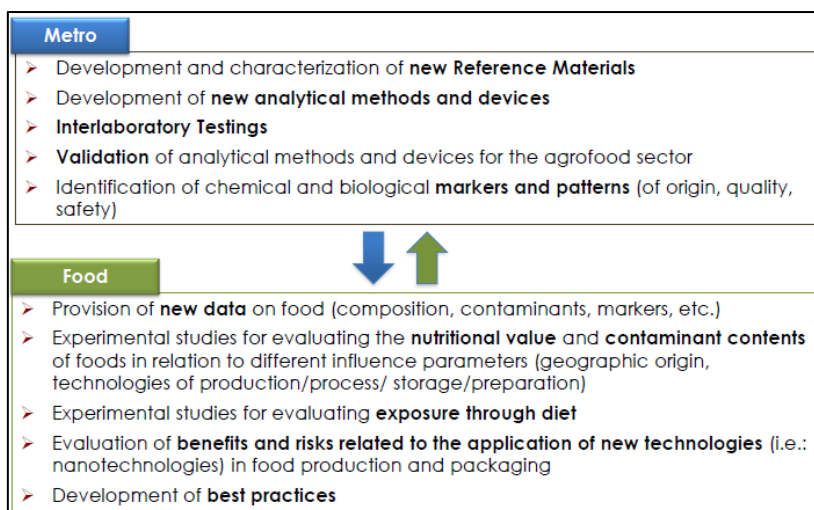 Metro
➢ Development and characterization of new Reference Materials
➢ Development of new analytical methods and devices
➢ Interlaboratory Testings
➢ Validation of analytical methods and devices for the agrofood sector
➢ Identification of chemical and biological markers and patterns (of origin, quality,
safety)
Food
➢ Provision of new data on food (composition, contaminants, markers, etc.)
➢ Experimental studies for evaluating the nutritional value and contaminant contents
of foods in relation to different influence parameters (geographic origin,
technologies of production/process/ storage/preparation)
➢ Experimental studies for evaluating exposure through diet
➢ Evaluation of benefits and risks related to the application of new technologies (i.e.:
nanotechnologies) in food production and packaging
➢ Development of best practices